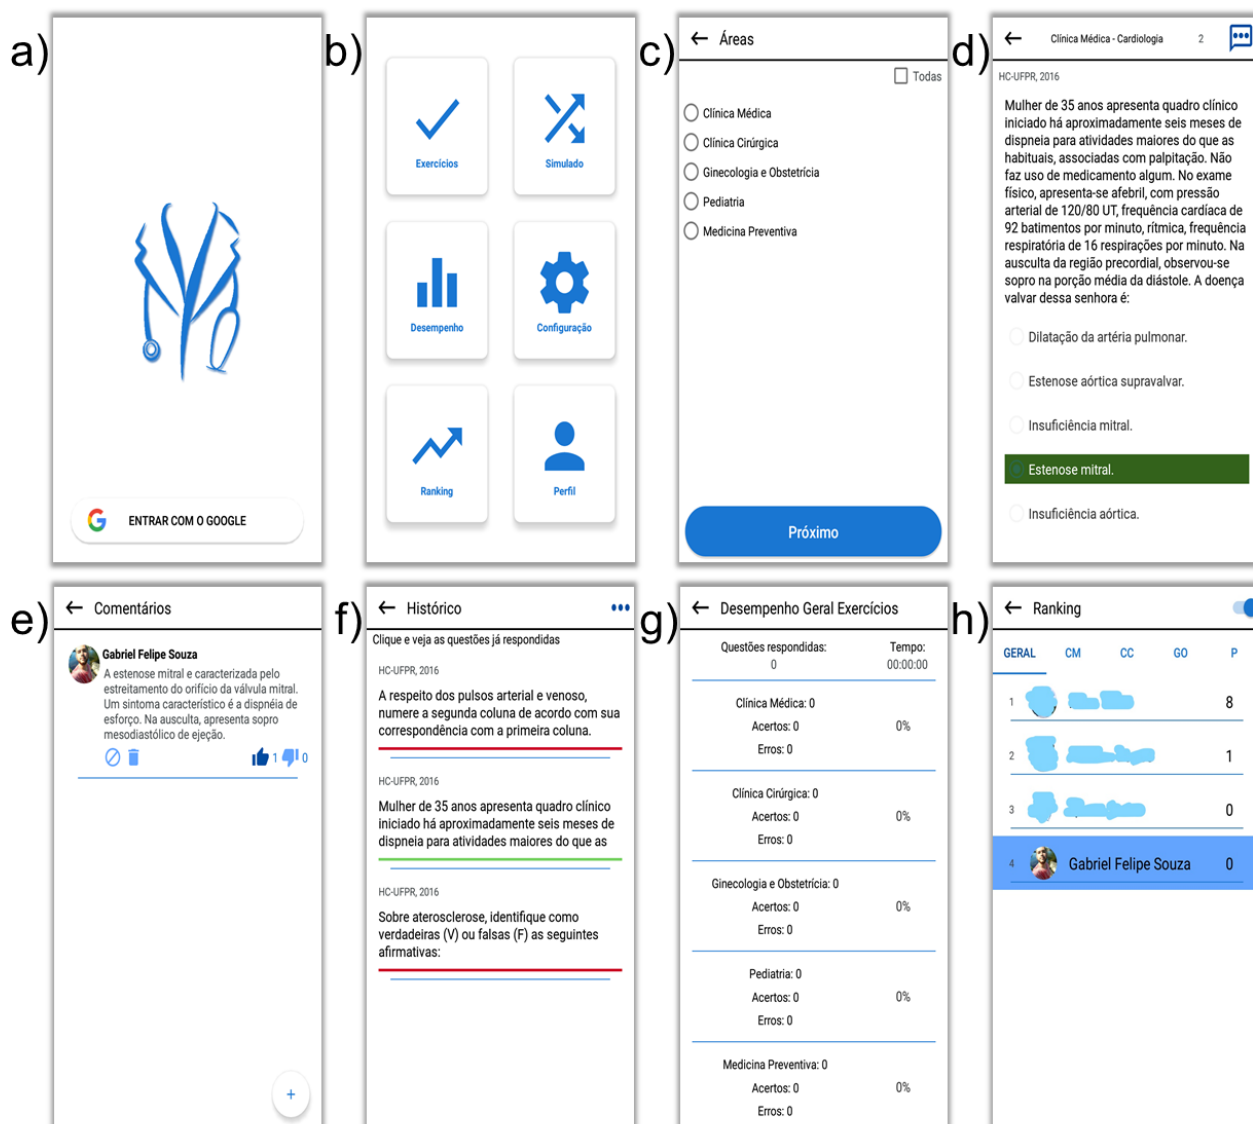 a)
ENTRAR COM O GOOGLE
b)
Exercícios
Simulado
Desempenho
Configuração
Ranking
Perfil
c)
Áreas
Todas
Clínica Médica
Clínica Cirúrgica
Ginecologia e Obstetrícia
Pediatria
Medicina Preventiva
Próximo
d)
Clínica Médica - Cardiologia 2
HC-UFPR, 2016
Mulher de 35 anos apresenta quadro clínico
iniciado há aproximadamente seis meses de
dispneia para atividades maiores do que as
habituais, associadas com palpitação. Não
faz uso de medicamento algum. No exame
físico, apresenta-se afebril, com pressão
arterial de 120/80 UT, frequência cardíaca de
92 batimentos por minuto, rítmica, frequência
respiratória de 16 respirações por minuto. Na
ausculta da região precordial, observou-se
sopro na porção média da diástole. A doença
valvar dessa senhora é:
Dilatação da artéria pulmonar.
Estenose aórtica supravalvar.
Insuficiência mitral.
Estenose mitral.
Insuficiência aórtica.
e)
Comentários
Gabriel Felipe Souza
A estenose mitral e caracterizada pelo
estreitamento do orifício da válvula mitral.
Um sintoma característico é a dispnéia de
esforço. Na ausculta, apresenta sopro
mesodiastólico de ejeção.
1 0
+
f)
Histórico
Clique e veja as questões já respondidas
HC-UFPR, 2016
A respeito dos pulsos arterial e venoso,
numere a segunda coluna de acordo com sua
correspondência com a primeira coluna.
HC-UFPR, 2016
Mulher de 35 anos apresenta quadro clínico
iniciado há aproximadamente seis meses de
dispneia para atividades maiores do que as
HC-UFPR, 2016
Sobre aterosclerose, identifique como
verdadeiras (V) ou falsas (F) as seguintes
afirmativas:
g)
Desempenho Geral Exercícios
Questões respondidas: Tempo:
0 00:00:00
Clínica Médica: 0
Acertos: 0 0%
Erros: 0
Clínica Cirúrgica: 0
Acertos: 0 0%
Erros: 0
Ginecologia e Obstetrícia: 0
Acertos: 0 0%
Erros: 0
Pediatria: 0
Acertos: 0 0%
Erros: 0
Medicina Preventiva: 0
Acertos: 0 0%
Erros: 0
h)
Ranking
GERAL CM CC GO P
1 8
2 1
3 0
4 Gabriel Felipe Souza 0